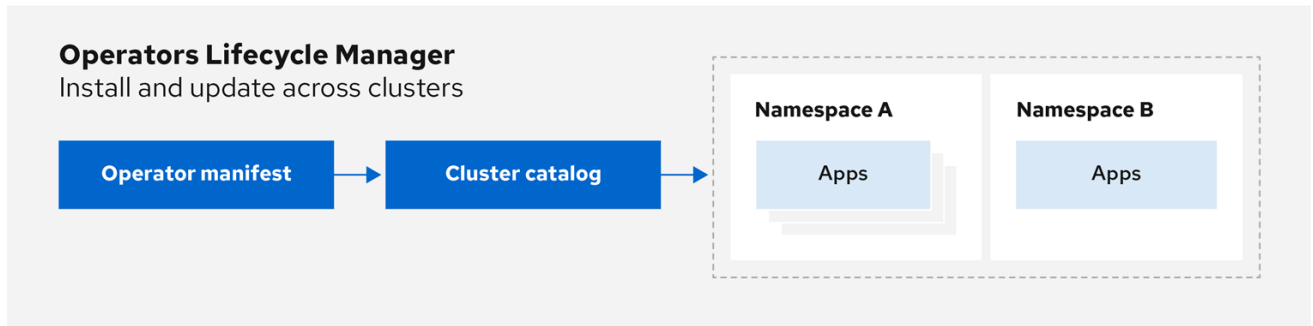 Operators Lifecycle Manager
Install and update across clusters
Operator manifest
Cluster catalog
Namespace A
Apps
Namespace B
Apps